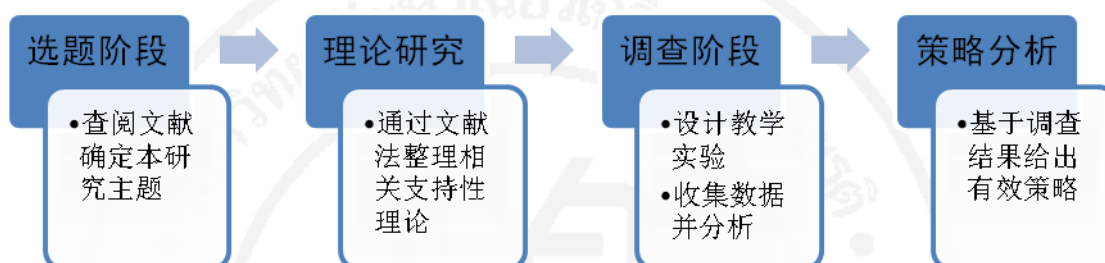 选题阶段
•查阅文献
确定本研
究主题
理论研究
•通过文献
法整理相
关支持性
理论
调查阶段
•设计教学
实验
•收集数据
并分析
策略分析
•基于调查
结果给出
有效策略